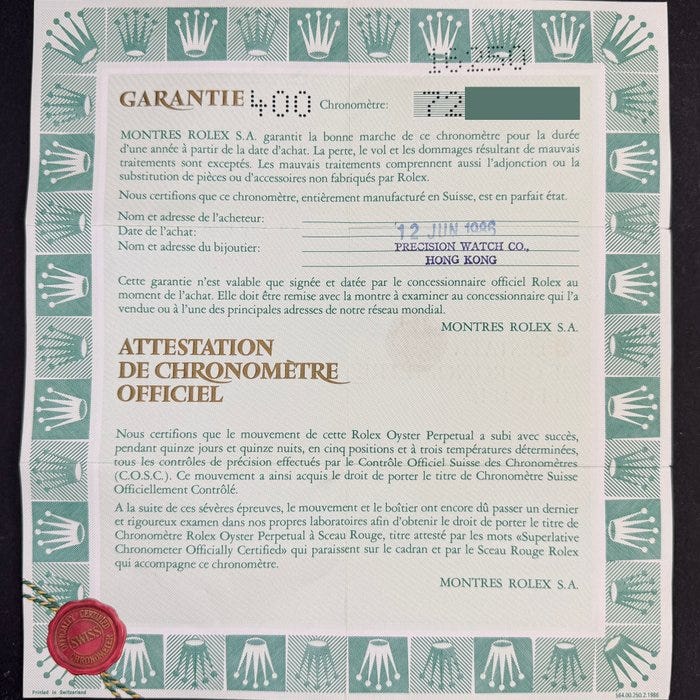 16250
GARANTIE 400 Chronomètre: 72
MONTRES ROLEX S.A. garantit la bonne marche de ce chronomètre pour la durée
d'une année à partir de la date d'achat. La perte, le vol et les dommages résultant de mauvais
traitements sont exceptés. Les mauvais traitements comprennent aussi l'adjonction ou la
substitution de pièces ou d'accessoires non fabriqués par Rolex.
Nous certifions que ce chronomètre, entièrement manufacturé en Suisse, est en parfait état.
Nom et adresse de l'acheteur:
Date de l'achat: 12 JUN 1986
Nom et adresse du bijoutier: PRECISION WATCH CO.,
HONG KONG
Cette garantie n'est valable que signée et datée par le concessionnaire officiel Rolex au
moment de l'achat. Elle doit être remise avec la montre à examiner au concessionnaire qui l'a
vendue ou à l'une des principales adresses de notre réseau mondial.
MONTRES ROLEX S.A.
ATTESTATION
DE CHRONOMÈTRE
OFFICIEL
Nous certifions que le mouvement de cette Rolex Oyster Perpetual a subi avec succès,
pendant quinze jours et quinze nuits, en cinq positions et à trois températures déterminées,
tous les contrôles de précision effectués par le Contrôle Officiel Suisse des Chronomètres
(C.O.S.C.). Ce mouvement a ainsi acquis le droit de porter le titre de Chronomètre Suisse
Officiellement Contrôlé.
A la suite de ces sévères épreuves, le mouvement et le boîtier ont encore dû passer un dernier
et rigoureux examen dans nos propres laboratoires afin d'obtenir le droit de porter le titre de
Chronomètre Rolex Oyster Perpetual à Sceau Rouge, titre attesté par les mots «Superlative
Chronometer Officially Certified» qui paraissent sur le cadran et par le Sceau Rouge Rolex
qui accompagne ce chronomètre.
MONTRES ROLEX S.A.
OFFICIALLY CERTIFIED
SWISS
CHRONOMETER
Printed in Switzerland
564.00.250.2.1986